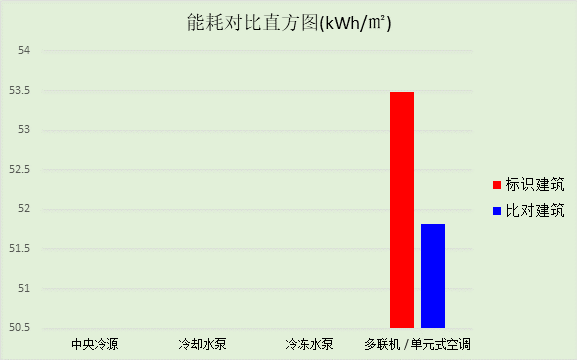 能耗对比直方图(kWh/㎡)
54
53.5
53
52.5
52
51.5
51
50.5
中央冷源
冷却水泵
冷冻水泵
多联机 / 单元式空调
标识建筑
比对建筑